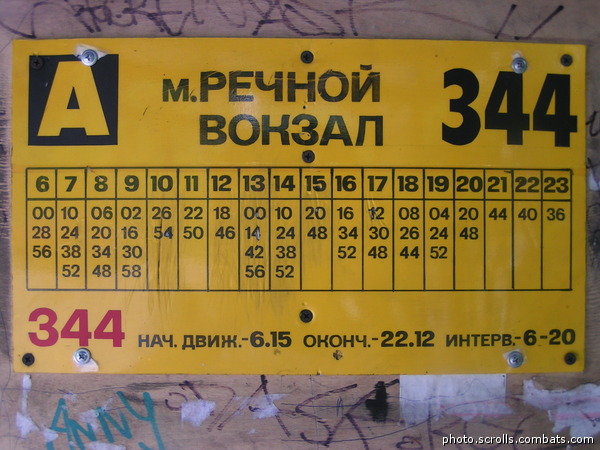 А м.РЕЧНОЙ ВОКЗАЛ 344
6 7 8 9 10 11 12 13 14 15 16 17 18 19 20 21 22 23
00 10 06 02 26 22 18 00 10 20 16 12 08 04 20 44 40 36
28 24 20 16 54 50 46 14 24 48 34 30 26 24 48
56 38 34 30 42 38 52 48 44 52
52 48 58 56 52
344 НАЧ. ДВИЖ.-6.15 ОКОНЧ.-22.12 ИНТЕРВ.-6-20
ANNY
photo.scrolls.combats.com